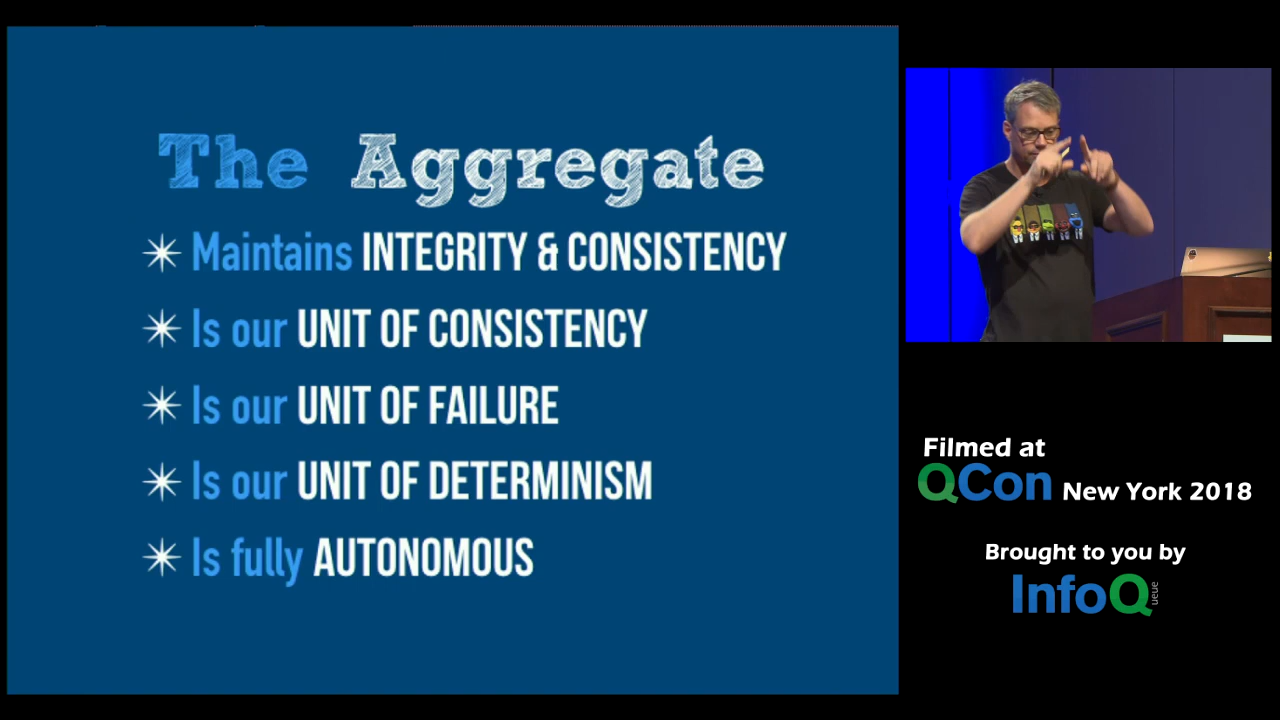 The Aggregate
Maintains INTEGRITY & CONSISTENCY
Is our UNIT OF CONSISTENCY
Is our UNIT OF FAILURE
Is our UNIT OF DETERMINISM
Is fully AUTONOMOUS
Filmed at
QCon New York 2018
Brought to you by
InfoQ
ueue